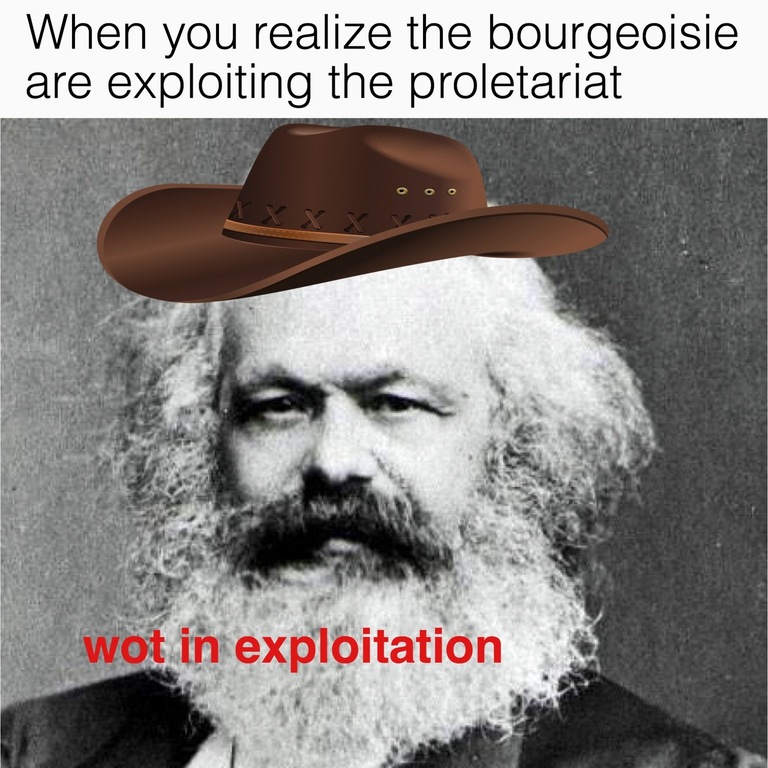 When you realize the bourgeoisie
are exploiting the proletariat
wot in exploitation